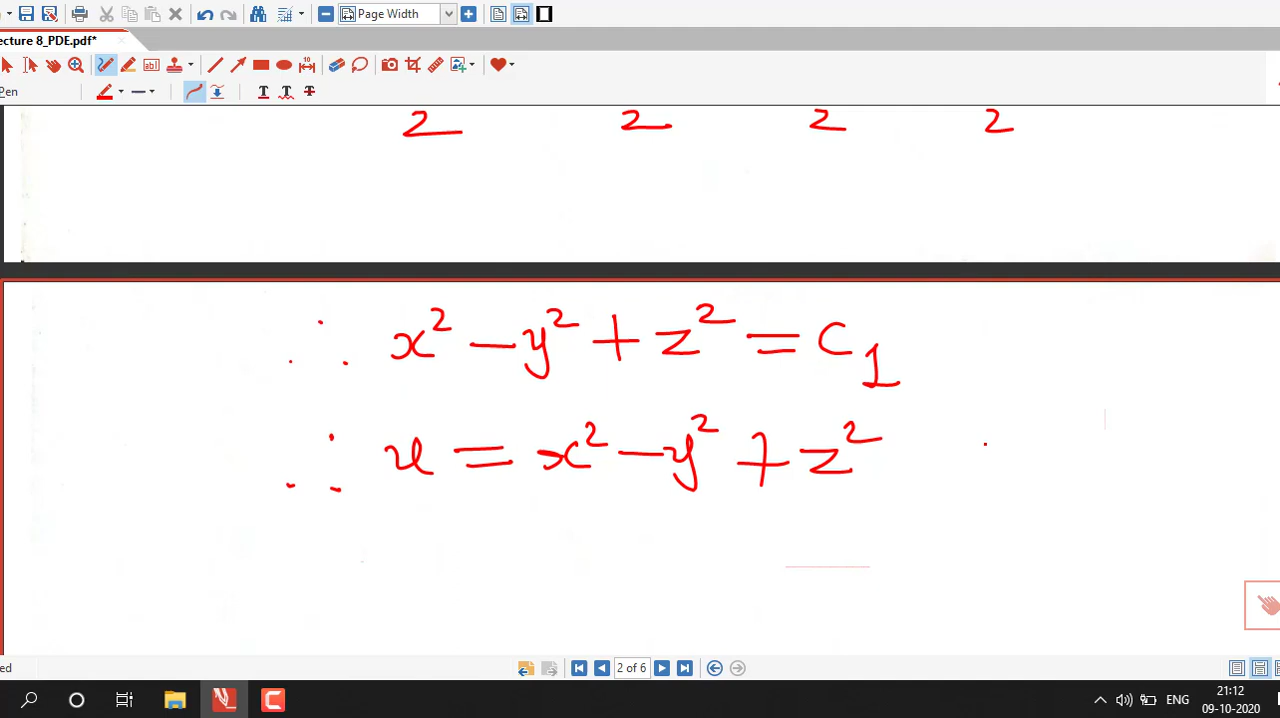 Page Width
ecture 8_PDE.pdf*
Pen
2 2 2 2
∴ x² − y² + z² = c₁
∴ u = x² − y² + z²
ed
2 of 6
ENG
21:12
09-10-2020